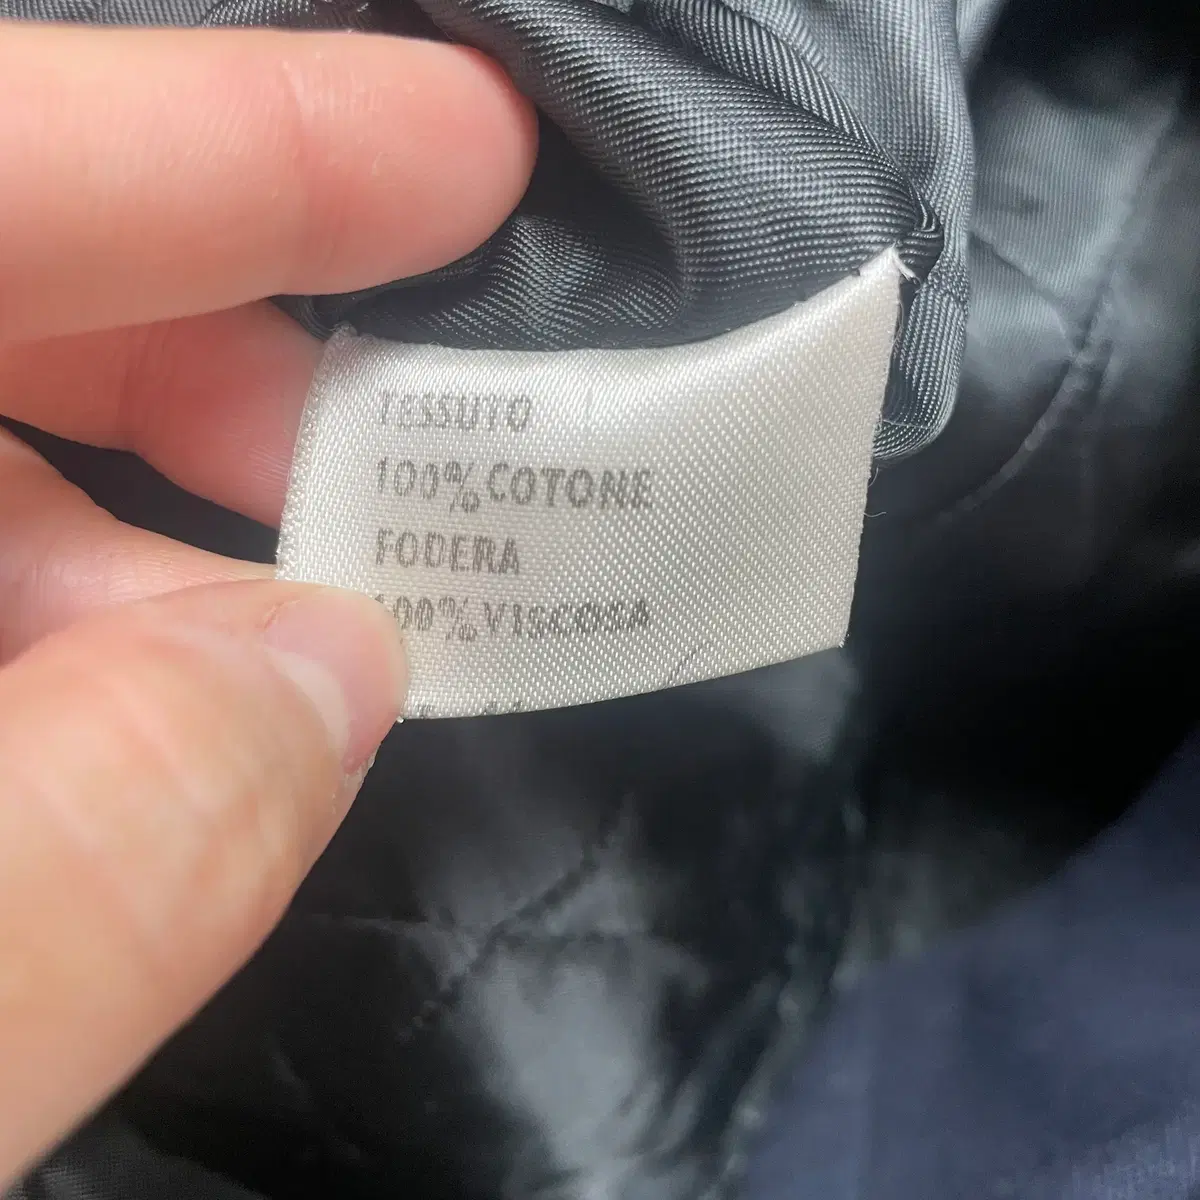 TESSUTO
100% COTONE
FODERA
100% VISCOSA